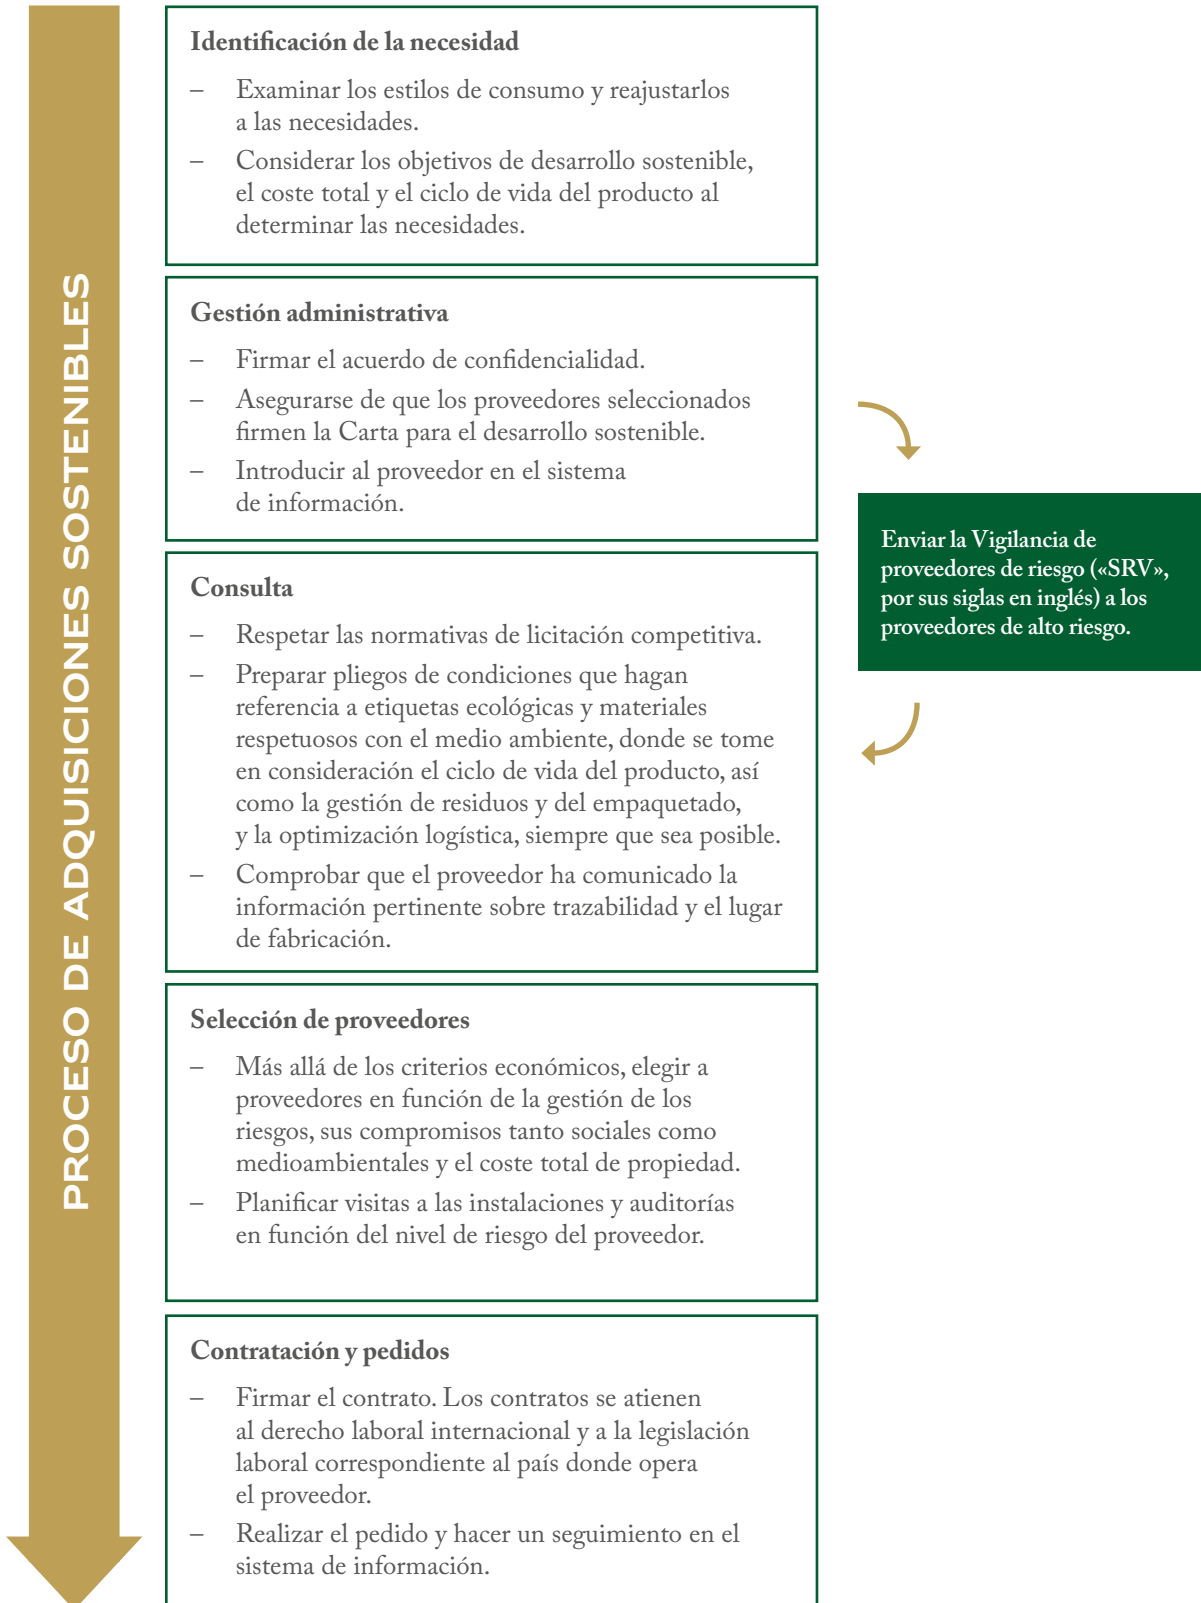 PROCESO DE ADQUISICIONES SOSTENIBLES
Identificación de la necesidad
– Examinar los estilos de consumo y reajustarlos
a las necesidades.
– Considerar los objetivos de desarrollo sostenible,
el coste total y el ciclo de vida del producto al
determinar las necesidades.
Gestión administrativa
– Firmar el acuerdo de confidencialidad.
– Asegurarse de que los proveedores seleccionados
firmen la Carta para el desarrollo sostenible.
– Introducir al proveedor en el sistema
de información.
Enviar la Vigilancia de
proveedores de riesgo («SRV»,
por sus siglas en inglés) a los
proveedores de alto riesgo.
Consulta
– Respetar las normativas de licitación competitiva.
– Preparar pliegos de condiciones que hagan
referencia a etiquetas ecológicas y materiales
respetuosos con el medio ambiente, donde se tome
en consideración el ciclo de vida del producto, así
como la gestión de residuos y del empaquetado,
y la optimización logística, siempre que sea posible.
– Comprobar que el proveedor ha comunicado la
información pertinente sobre trazabilidad y el lugar
de fabricación.
Selección de proveedores
– Más allá de los criterios económicos, elegir a
proveedores en función de la gestión de los
riesgos, sus compromisos tanto sociales como
medioambientales y el coste total de propiedad.
– Planificar visitas a las instalaciones y auditorías
en función del nivel de riesgo del proveedor.
Contratación y pedidos
– Firmar el contrato. Los contratos se atienen
al derecho laboral internacional y a la legislación
laboral correspondiente al país donde opera
el proveedor.
– Realizar el pedido y hacer un seguimiento en el
sistema de información.